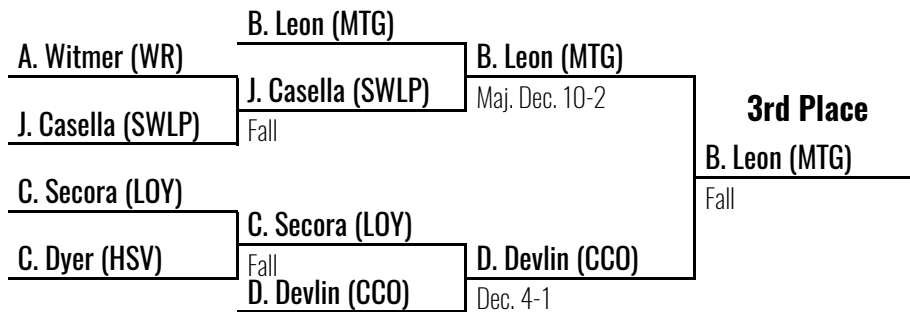 B. Leon (MTG)
A. Witmer (WR)
B. Leon (MTG)
J. Casella (SWLP)
Maj. Dec. 10-2
3rd Place
J. Casella (SWLP)
Fall
B. Leon (MTG)
C. Secora (LOY)
Fall
C. Secora (LOY)
C. Dyer (HSV)
Fall
D. Devlin (CCO)
D. Devlin (CCO)
Dec. 4-1